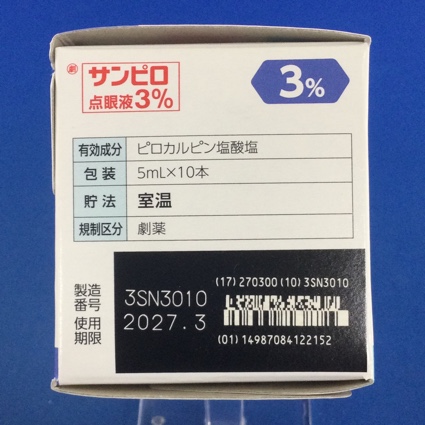 劇 サンピロ
点眼液3%
3%
有効成分 ピロカルピン塩酸塩
包装 5mL×10本
貯法 室温
規制区分 劇薬
製造番号 3SN3010
使用期限 2027.3
(17) 270300 (10) 3SN3010
(01) 14987084122152